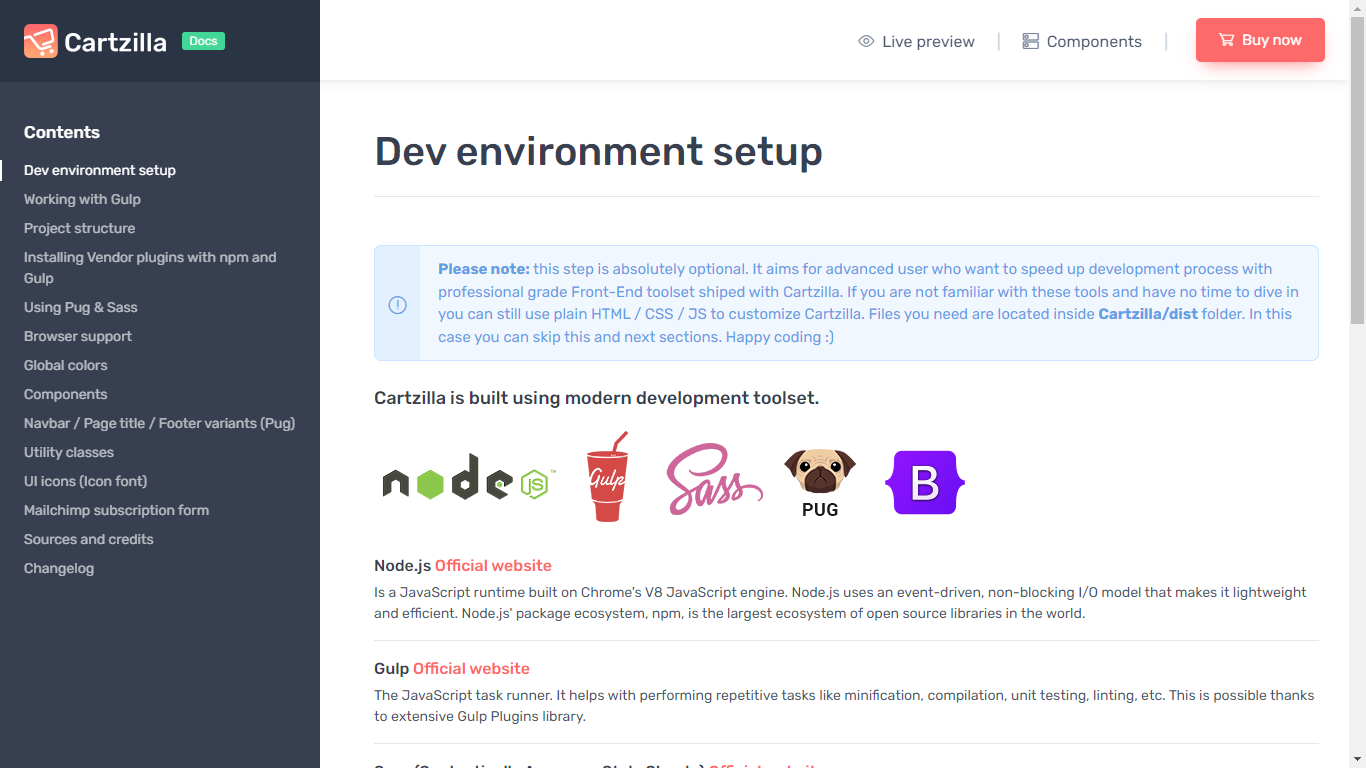 Cartzilla Docs
Live preview
Components
Buy now
Contents
Dev environment setup
Working with Gulp
Project structure
Installing Vendor plugins with npm and
Gulp
Using Pug & Sass
Browser support
Global colors
Components
Navbar / Page title / Footer variants (Pug)
Utility classes
UI icons (Icon font)
Mailchimp subscription form
Sources and credits
Changelog
Dev environment setup
Please note: this step is absolutely optional. It aims for advanced user who want to speed up development process with
professional grade Front-End toolset shiped with Cartzilla. If you are not familiar with these tools and have no time to dive in
you can still use plain HTML / CSS / JS to customize Cartzilla. Files you need are located inside Cartzilla/dist folder. In this
case you can skip this and next sections. Happy coding :)
Cartzilla is built using modern development toolset.
node JS™
Gulp
Sass
PUG
B
Node.js Official website
Is a JavaScript runtime built on Chrome's V8 JavaScript engine. Node.js uses an event-driven, non-blocking I/O model that makes it lightweight
and efficient. Node.js' package ecosystem, npm, is the largest ecosystem of open source libraries in the world.
Gulp Official website
The JavaScript task runner. It helps with performing repetitive tasks like minification, compilation, unit testing, linting, etc. This is possible thanks
to extensive Gulp Plugins library.